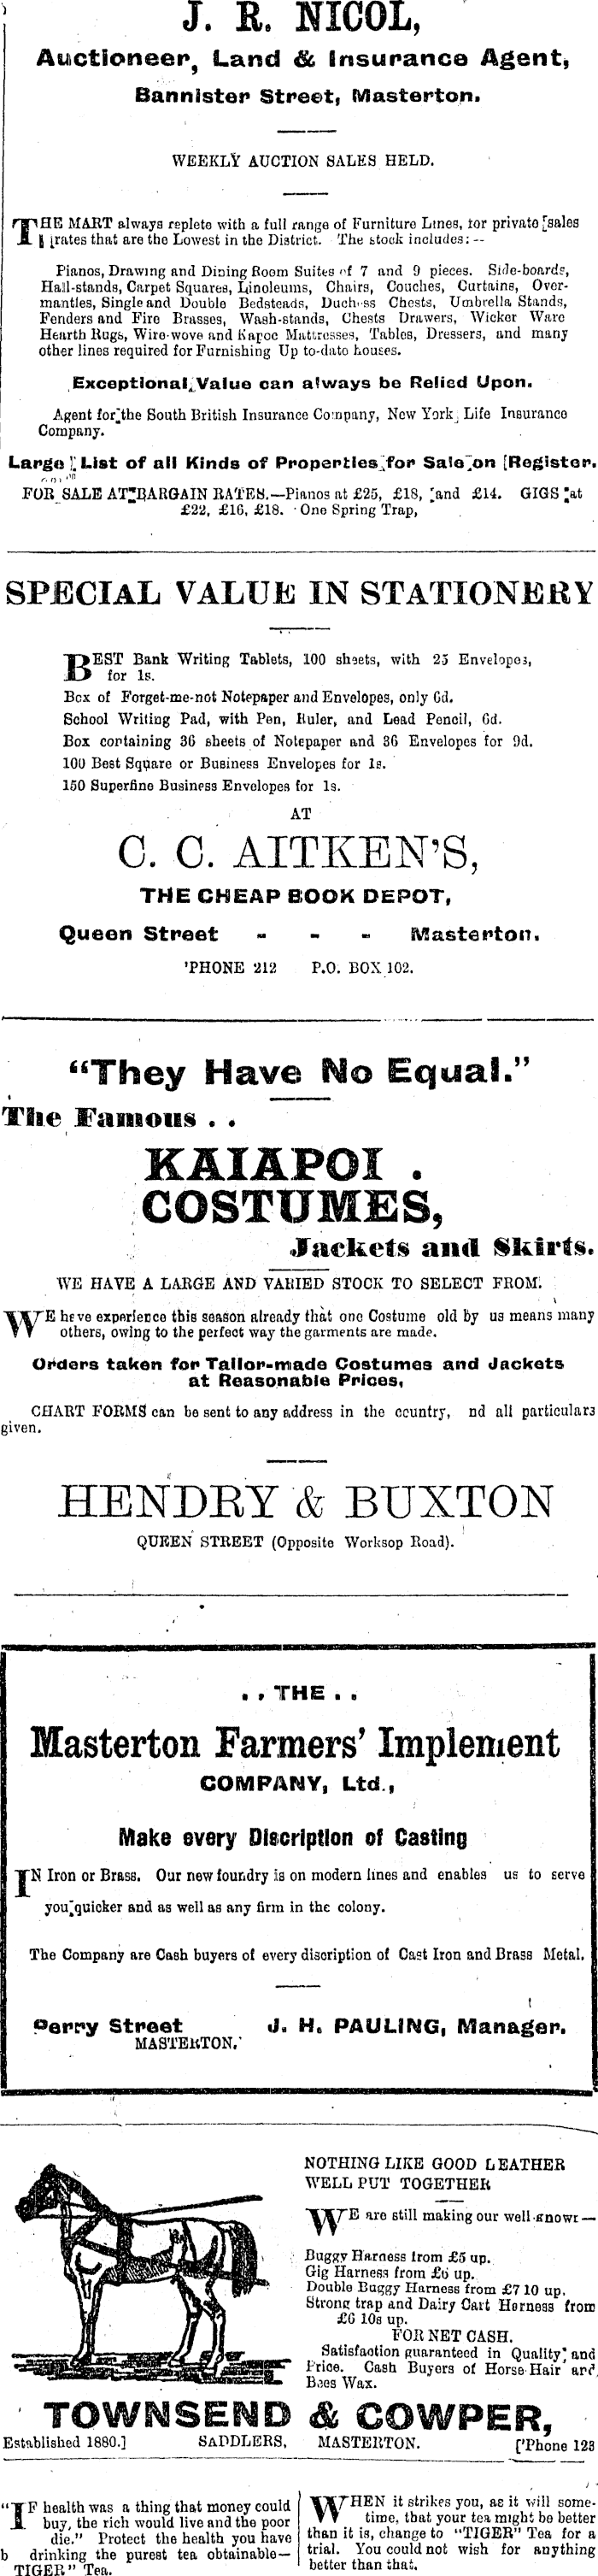 J. R. NICOL,
Auctioneer, Land & Insurance Agent,
Bannister Street, Masterton.
WEEKLY AUCTION SALES HELD.
THE MART always replete with a full range of Furniture Lines, for private sales
rates that are the Lowest in the District. The stock includes:--
Pianos, Drawing and Dining Room Suites of 7 and 9 pieces. Side-boards,
Hall-stands, Carpet Squares, Linoleums, Chairs, Couches, Curtains, Over-
mantles, Single and Double Bedsteads, Duchess Chests, Umbrella Stands,
Fenders and Fire Brasses, Wash-stands, Chests Drawers, Wicker Ware
Hearth Rugs, Wire-wove and Kapoc Mattresses, Tables, Dressers, and many
other lines required for Furnishing Up to-date houses.
Exceptional Value can always be Relied Upon.
Agent for the South British Insurance Company, New York Life Insurance
Company.
Large List of all Kinds of Properties for Sale on Register.
FOR SALE AT BARGAIN RATES.—Pianos at £25, £18, and £14. GIGS at
£22, £16, £18. One Spring Trap,
SPECIAL VALUE IN STATIONERY
BEST Bank Writing Tablets, 100 sheets, with 25 Envelopes,
for 1s.
Box of Forget-me-not Notepaper and Envelopes, only 6d.
School Writing Pad, with Pen, Ruler, and Lead Pencil, 6d.
Box containing 36 sheets of Notepaper and 36 Envelopes for 9d.
100 Best Square or Business Envelopes for 1s.
150 Superfine Business Envelopes for 1s.
AT
C. C. AITKEN'S,
THE CHEAP BOOK DEPOT,
Queen Street - - - Masterton.
'PHONE 212 P.O. BOX 102.
"They Have No Equal."
The Famous . .
KAIAPOI .
COSTUMES,
Jackets and Skirts.
WE HAVE A LARGE AND VARIED STOCK TO SELECT FROM.
WE have experience this season already that one Costume old by us means many
others, owing to the perfect way the garments are made.
Orders taken for Tailor-made Costumes and Jackets
at Reasonable Prices,
CHART FORMS can be sent to any address in the country, nd all particulars
given.
HENDRY & BUXTON
QUEEN STREET (Opposite Worksop Road).
. . THE . .
Masterton Farmers' Implement
COMPANY, Ltd.,
Make every Discription of Casting
IN Iron or Brass. Our new foundry is on modern lines and enables us to serve
you quicker and as well as any firm in the colony.
The Company are Cash buyers of every discription of Cast Iron and Brass Metal.
Perry Street J. H. PAULING, Manager.
MASTERTON.
NOTHING LIKE GOOD LEATHER
WELL PUT TOGETHER
WE are still making our well-known—
Buggy Harness from £5 up.
Gig Harness from £6 up.
Double Buggy Harness from £7 10 up.
Strong trap and Dairy Cart Harness from
£6 10s up.
FOR NET CASH.
Satisfaction guaranteed in Quality and
Price. Cash Buyers of Horse Hair and
Bees Wax.
TOWNSEND & COWPER,
Established 1880.] SADDLERS, MASTERTON. ['Phone 123
"IF health was a thing that money could
buy, the rich would live and the poor
die." Protect the health you have
b drinking the purest tea obtainable—
TIGER" Tea.
WHEN it strikes you, as it will some-
time, that your tea might be better
than it is, change to "TIGER" Tea for a
trial. You could not wish for anything
better than that.